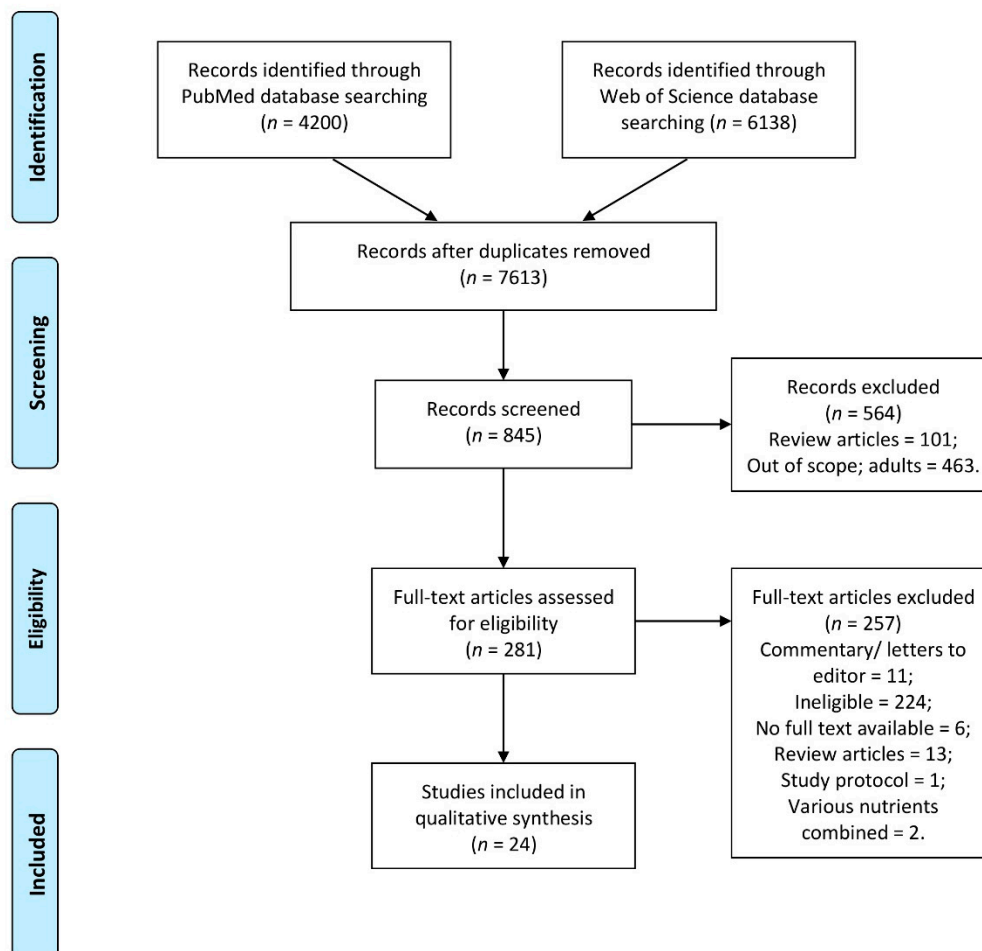 Identification
Records identified through
PubMed database searching
(n = 4200)
Records identified through
Web of Science database
searching (n = 6138)
Records after duplicates removed
(n = 7613)
Screening
Records screened
(n = 845)
Records excluded
(n = 564)
Review articles = 101;
Out of scope; adults = 463.
Eligibility
Full-text articles assessed
for eligibility
(n = 281)
Full-text articles excluded
(n = 257)
Commentary/ letters to
editor = 11;
Ineligible = 224;
No full text available = 6;
Review articles = 13;
Study protocol = 1;
Various nutrients
combined = 2.
Included
Studies included in
qualitative synthesis
(n = 24)